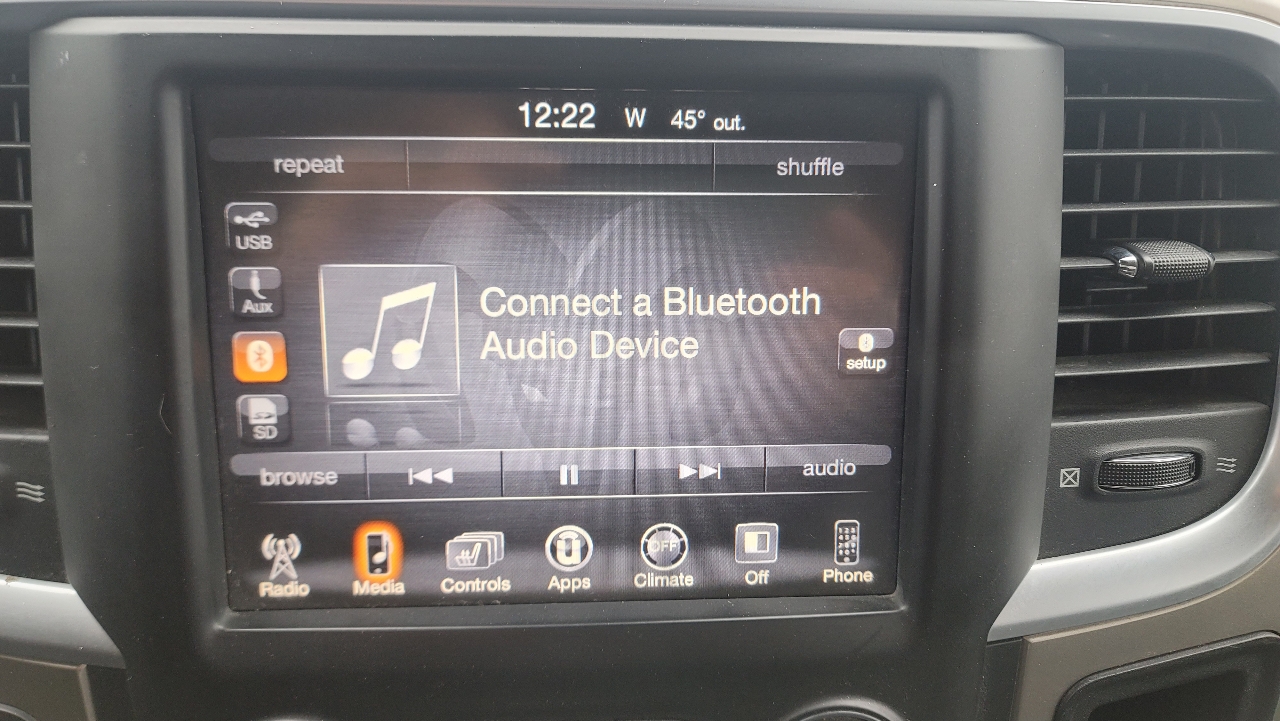 12:22 W 45° out.
repeat shuffle
USB
Aux
Connect a Bluetooth
Audio Device
setup
SD
browse audio
OFF
Radio Media Controls Apps Climate Off Phone